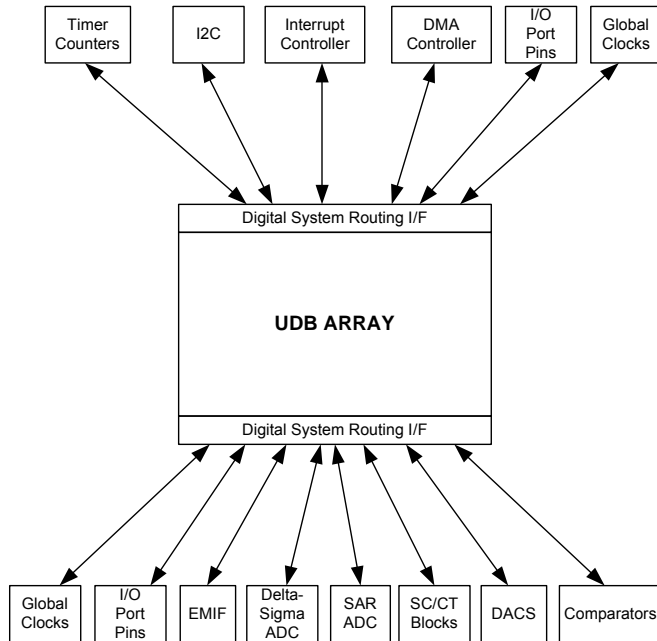 Timer
Counters
I2C
Interrupt
Controller
DMA
Controller
I/O
Port
Pins
Global
Clocks
Digital System Routing I/F
UDB ARRAY
Digital System Routing I/F
Global
Clocks
I/O
Port
Pins
EMIF
Delta-
Sigma
ADC
SAR
ADC
SC/CT
Blocks
DACS
Comparators